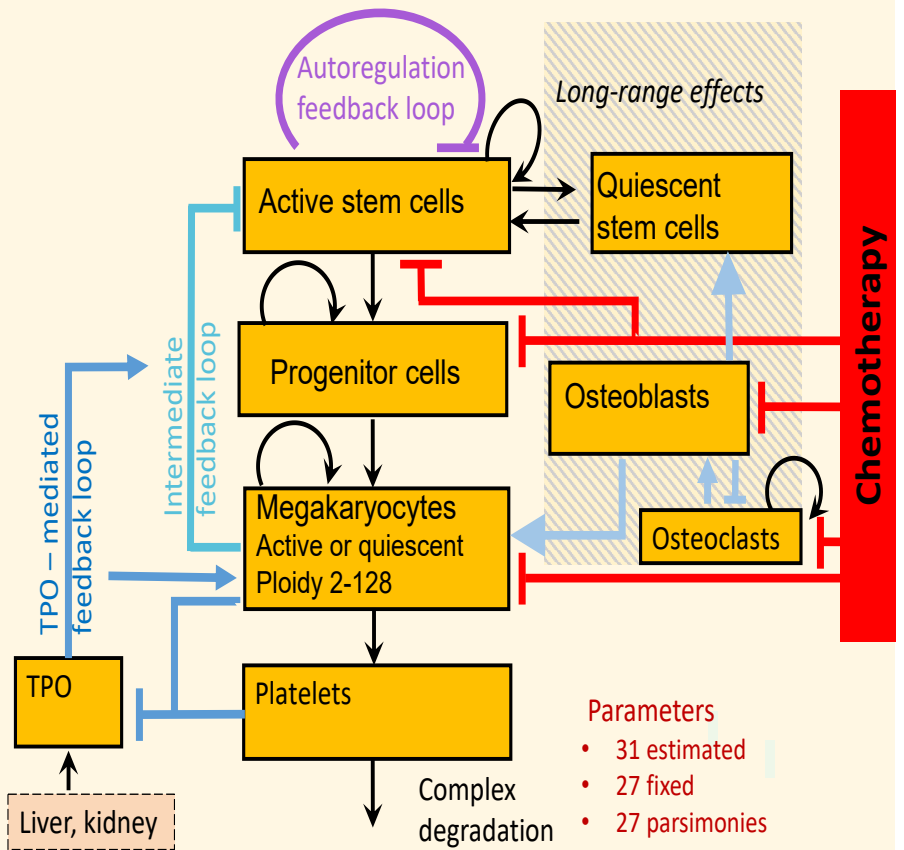 Autoregulation
feedback loop
Long-range effects
Active stem cells
Quiescent
stem cells
Chemotherapy
Progenitor cells
Intermediate
feedback loop
Osteoblasts
TPO – mediated
feedback loop
Megakaryocytes
Active or quiescent
Ploidy 2-128
Osteoclasts
TPO
Platelets
Liver, kidney
Complex
degradation
Parameters
• 31 estimated
• 27 fixed
• 27 parsimonies